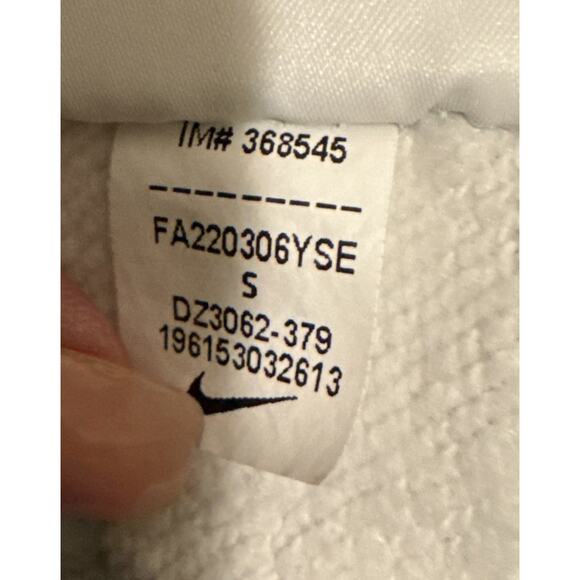 IM# 368545
---------
FA220306YSE
S
DZ3062-379
196153032613